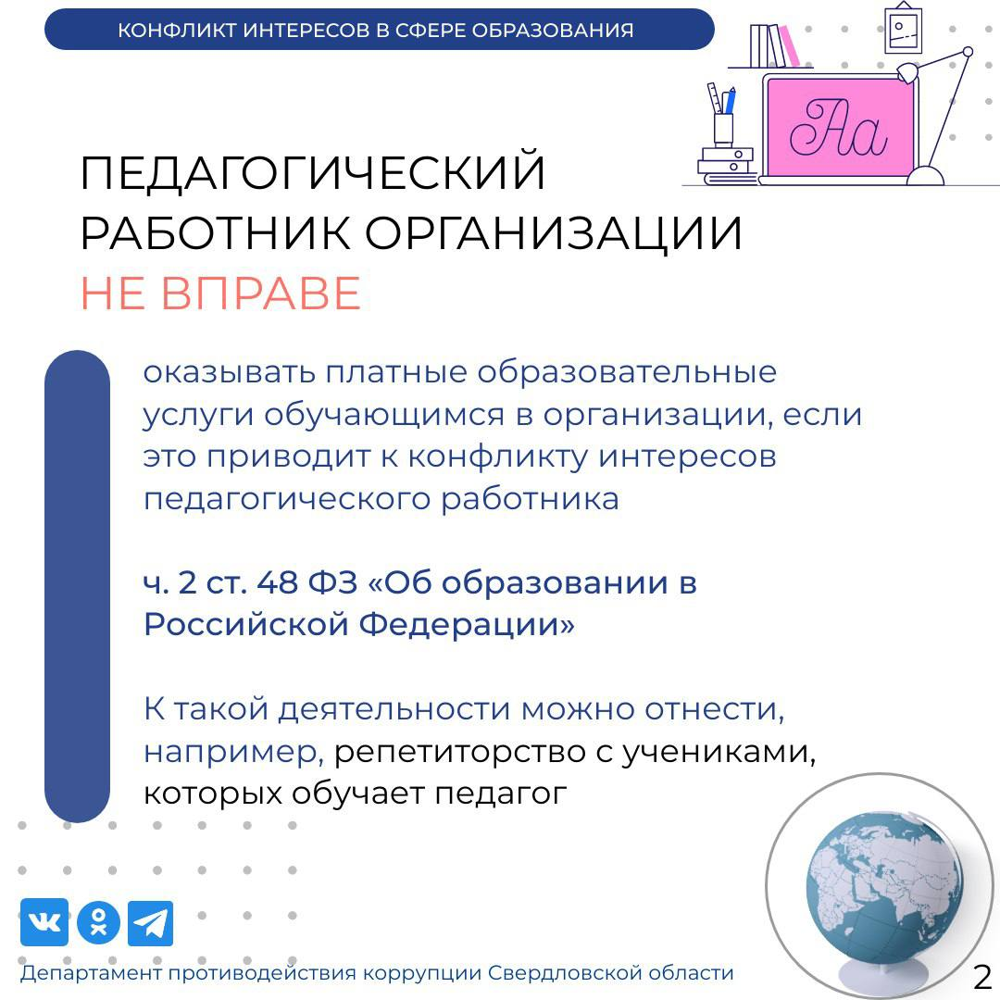 КОНФЛИКТ ИНТЕРЕСОВ В СФЕРЕ ОБРАЗОВАНИЯ
Aa
ПЕДАГОГИЧЕСКИЙ
РАБОТНИК ОРГАНИЗАЦИИ
НЕ ВПРАВЕ
оказывать платные образовательные
услуги обучающимся в организации, если
это приводит к конфликту интересов
педагогического работника
ч. 2 ст. 48 ФЗ «Об образовании в
Российской Федерации»
К такой деятельности можно отнести,
например, репетиторство с учениками,
которых обучает педагог
Департамент противодействия коррупции Свердловской области
2